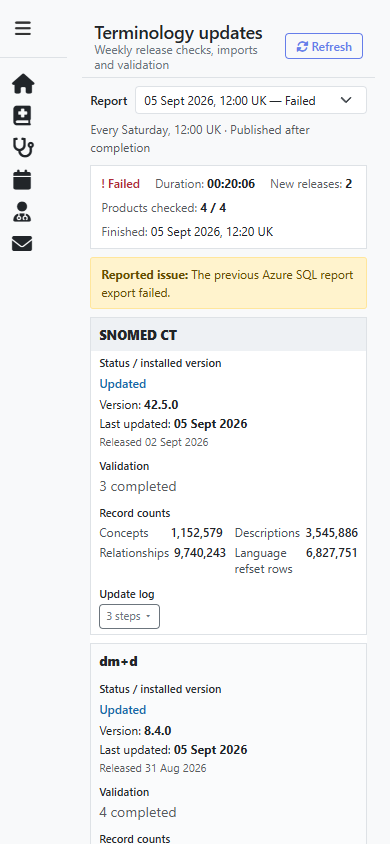 Terminology updates
Weekly release checks, imports
and validation
Refresh
Report 05 Sept 2026, 12:00 UK — Failed
Every Saturday, 12:00 UK · Published after
completion
! Failed Duration: 00:20:06 New releases: 2
Products checked: 4 / 4
Finished: 05 Sept 2026, 12:20 UK
Reported issue: The previous Azure SQL report
export failed.
SNOMED CT
Status / installed version
Updated
Version: 42.5.0
Last updated: 05 Sept 2026
Released 02 Sept 2026
Validation
3 completed
Record counts
Concepts 1,152,579 Descriptions 3,545,886
Relationships 9,740,243 Language 6,827,751
refset rows
Update log
3 steps
dm+d
Status / installed version
Updated
Version: 8.4.0
Last updated: 05 Sept 2026
Released 31 Aug 2026
Validation
4 completed
Record counts